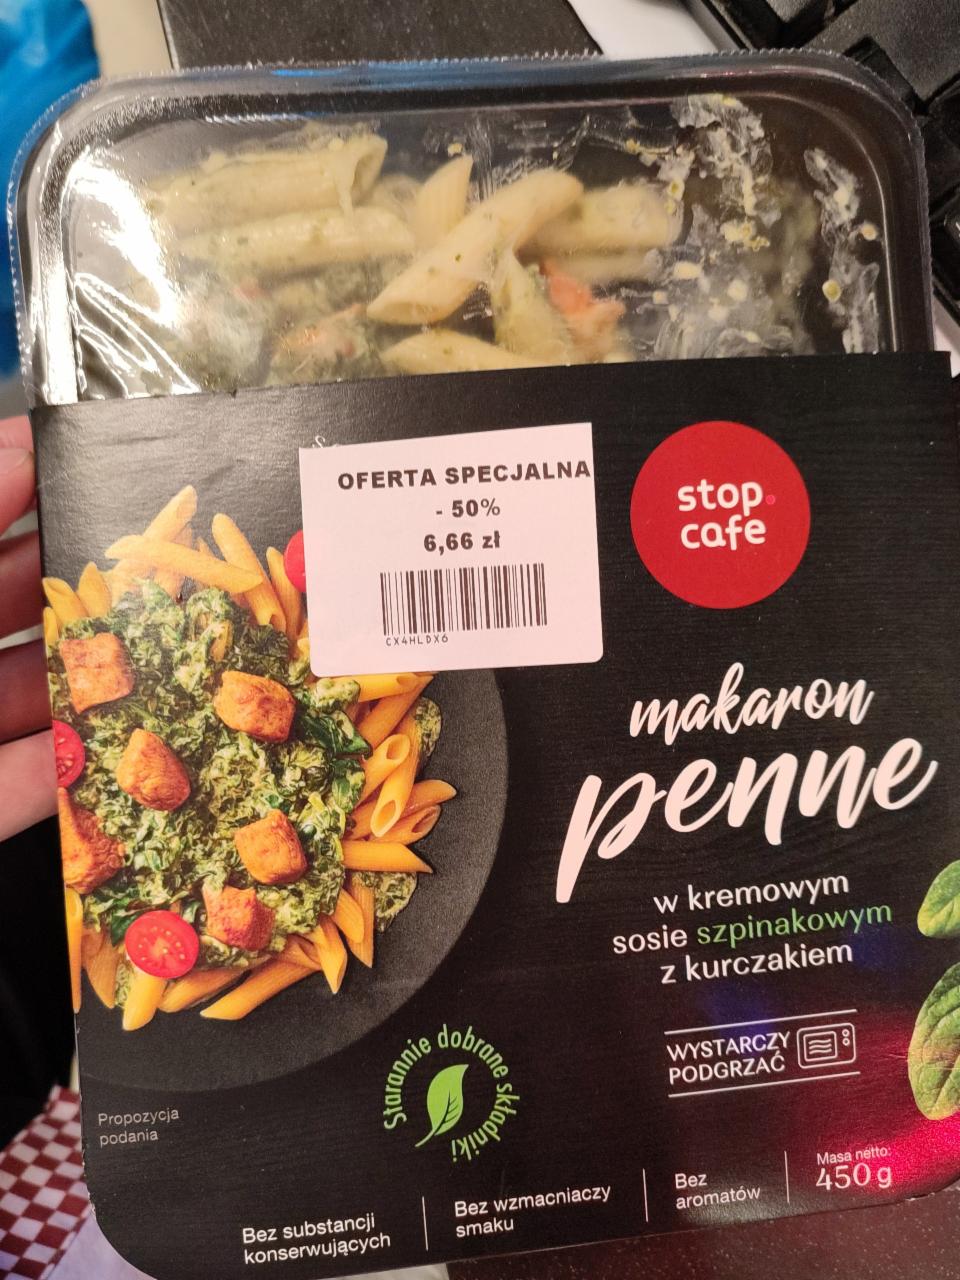 OFERTA SPECJALNA
- 50%
6,66 zł
CX4HLDX6
stop.
cafe
makaron
penne
w kremowym
sosie szpinakowym
z kurczakiem
WYSTARCZY
PODGRZAĆ
Starannie dobrane składniki
Propozycja
podania
Bez substancji
konserwujących
Bez wzmacniaczy
smaku
Bez
aromatów
Masa netto:
450 g